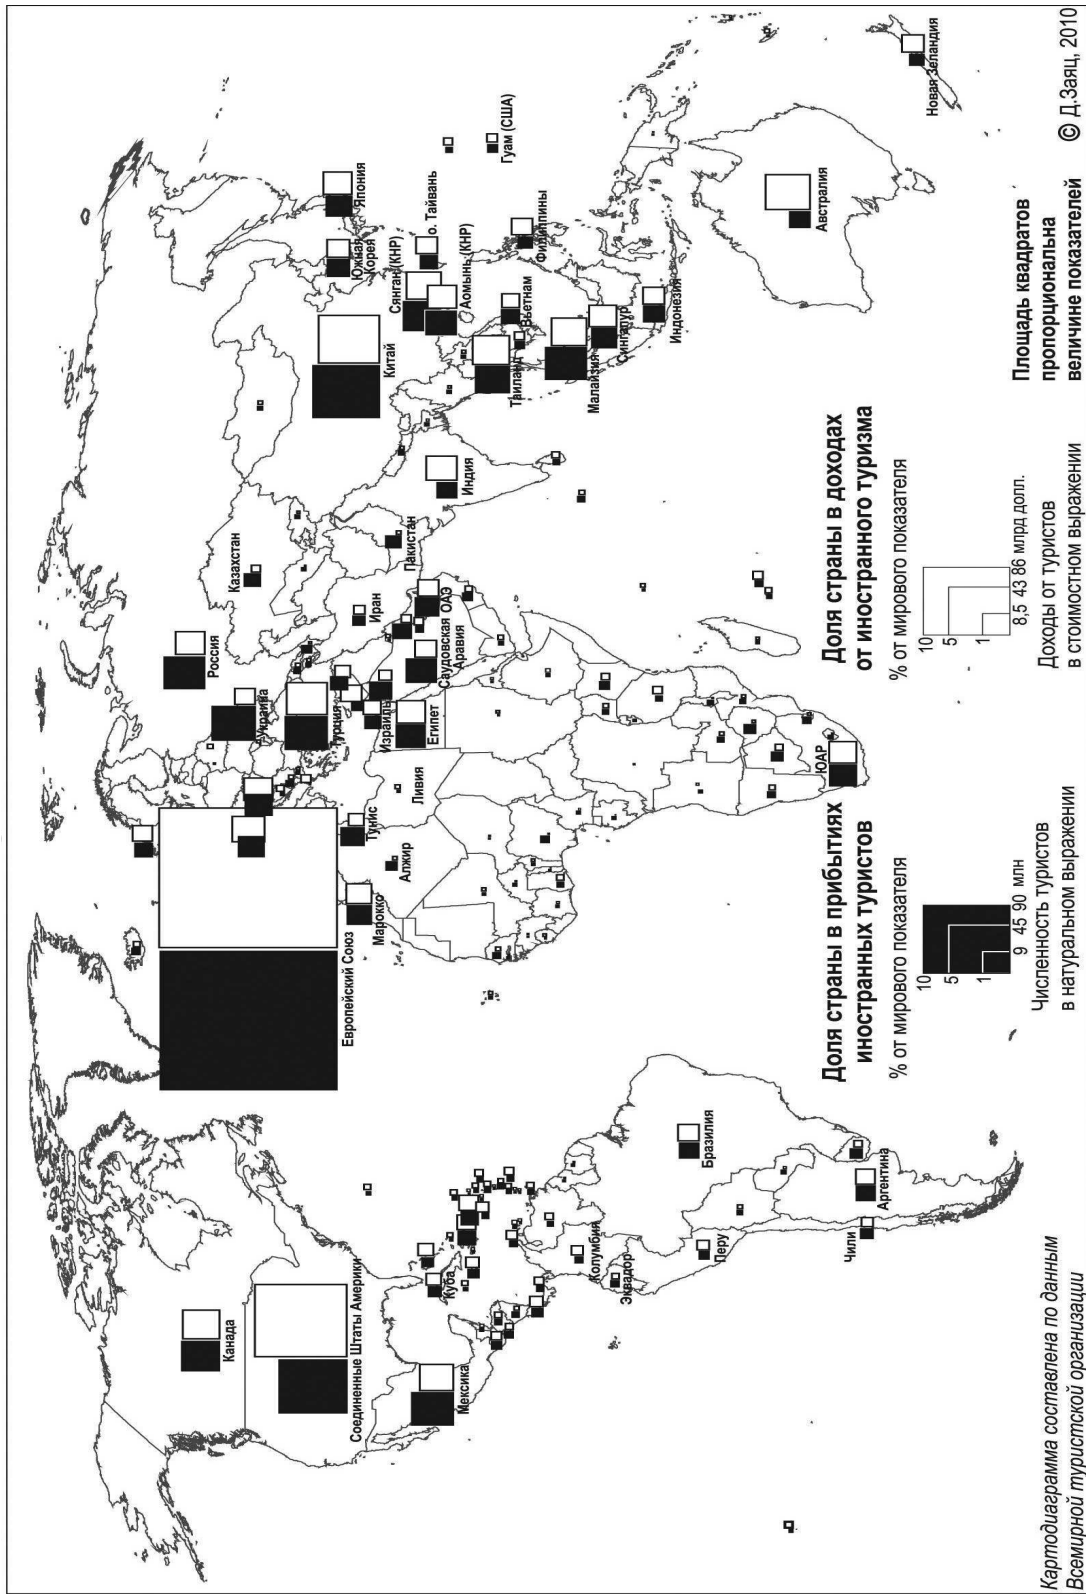 Россия
Казахстан
Украина
Турция
Китай
Япония
Южная
Корея
Сянган (КНР)
Аомынь (КНР)
о. Тайвань
Гуам (США)
Филиппины
Вьетнам
Таиланд
Малайзия
Сингапур
Индонезия
Индия
Пакистан
Иран
ОАЭ
Саудовская
Аравия
Израиль
Египет
Ливия
Тунис
Алжир
Марокко
Европейский Союз
ЮАР
Австралия
Новая Зеландия
Канада
Соединенные Штаты Америки
Мексика
Куба
Колумбия
Эквадор
Перу
Бразилия
Чили
Аргентина
Доля страны в прибытиях
иностранных туристов
% от мирового показателя
10
5
1
9 45 90 млн
Численность туристов
в натуральном выражении
Доля страны в доходах
от иностранного туризма
% от мирового показателя
10
5
1
8,5 43 86 млрд долл.
Доходы от туристов
в стоимостном выражении
Площадь квадратов
пропорциональна
величине показателей
Картодиаграмма составлена по данным
Всемирной туристской организации
© Д.Заяц, 2010